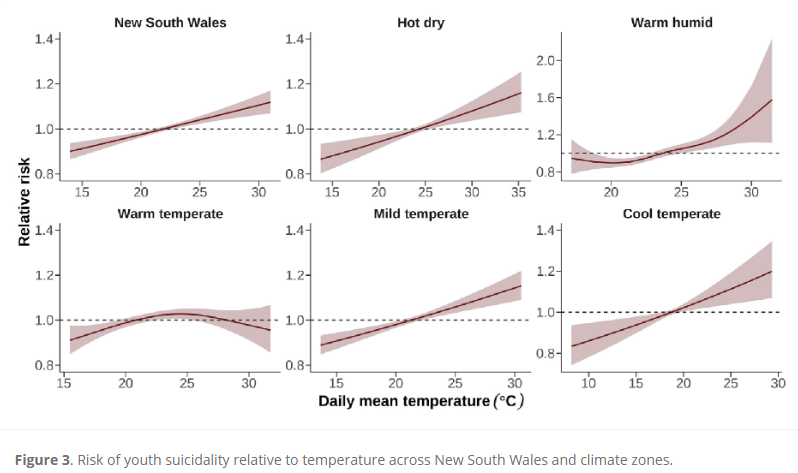 New South Wales
Hot dry
Warm humid
1.4
1.2
1.0
0.8
15 20 25 30
1.4
1.2
1.0
0.8
15 20 25 30 35
2.0
1.6
1.2
0.8
20 25 30
Relative risk
Warm temperate
Mild temperate
Cool temperate
1.4
1.2
1.0
0.8
15 20 25 30
1.4
1.2
1.0
0.8
15 20 25 30
1.4
1.2
1.0
0.8
10 15 20 25 30
Daily mean temperature (°C)
Figure 3. Risk of youth suicidality relative to temperature across New South Wales and climate zones.